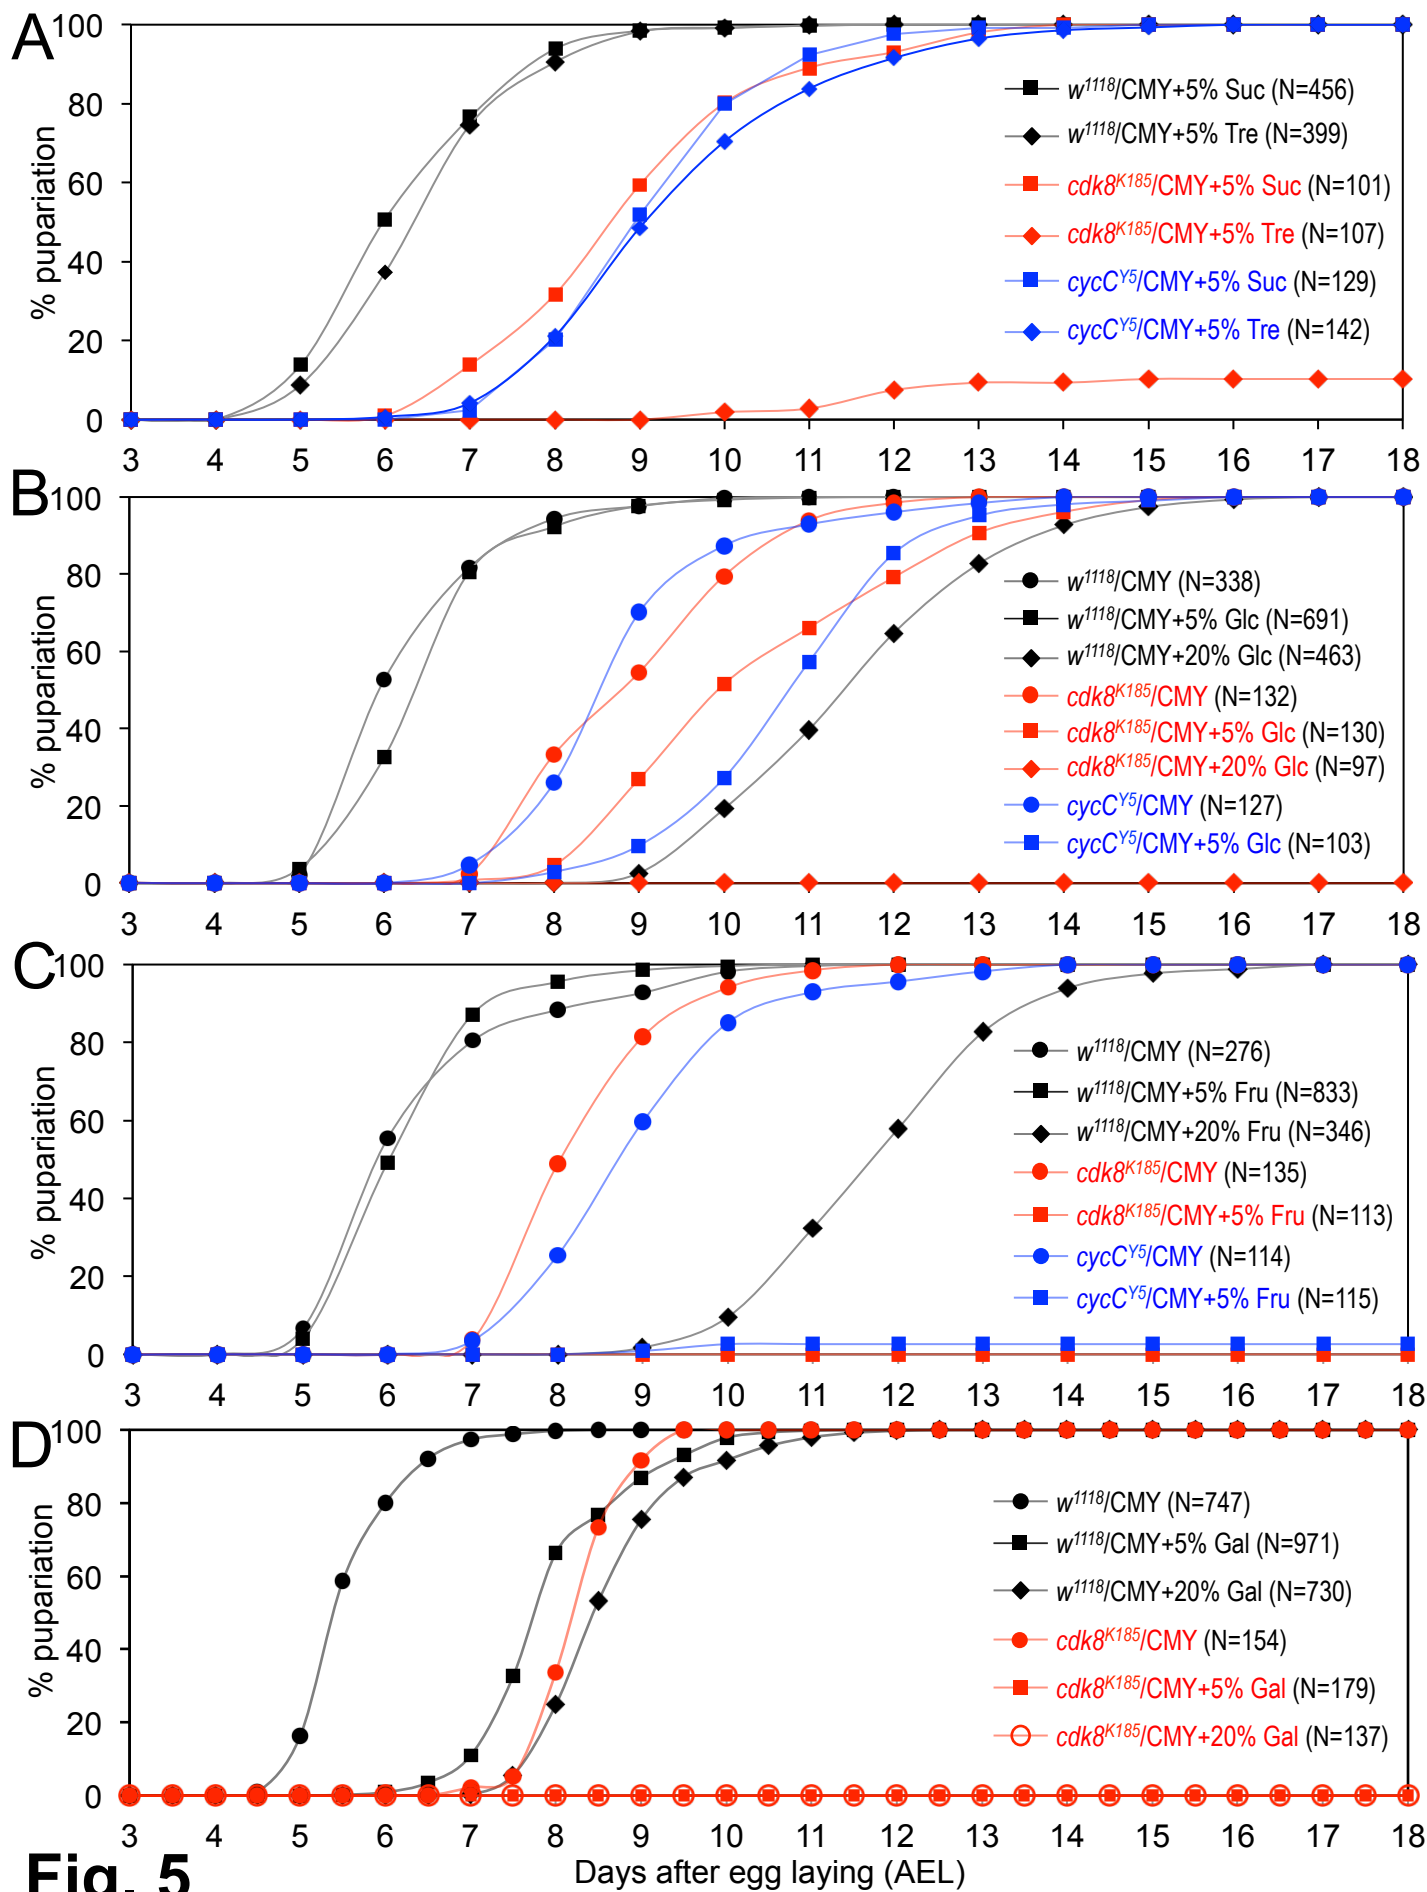 A
100
80
60
40
20
0
% pupariation
w1118/CMY+5% Suc (N=456)
w1118/CMY+5% Tre (N=399)
cdk8K185/CMY+5% Suc (N=101)
cdk8K185/CMY+5% Tre (N=107)
cycCY5/CMY+5% Suc (N=129)
cycCY5/CMY+5% Tre (N=142)
3 4 5 6 7 8 9 10 11 12 13 14 15 16 17 18
B
100
80
60
40
20
0
% pupariation
w1118/CMY (N=338)
w1118/CMY+5% Glc (N=691)
w1118/CMY+20% Glc (N=463)
cdk8K185/CMY (N=132)
cdk8K185/CMY+5% Glc (N=130)
cdk8K185/CMY+20% Glc (N=97)
cycCY5/CMY (N=127)
cycCY5/CMY+5% Glc (N=103)
3 4 5 6 7 8 9 10 11 12 13 14 15 16 17 18
C
100
80
60
40
20
0
% pupariation
w1118/CMY (N=276)
w1118/CMY+5% Fru (N=833)
w1118/CMY+20% Fru (N=346)
cdk8K185/CMY (N=135)
cdk8K185/CMY+5% Fru (N=113)
cycCY5/CMY (N=114)
cycCY5/CMY+5% Fru (N=115)
3 4 5 6 7 8 9 10 11 12 13 14 15 16 17 18
D
100
80
60
40
20
0
% pupariation
w1118/CMY (N=747)
w1118/CMY+5% Gal (N=971)
w1118/CMY+20% Gal (N=730)
cdk8K185/CMY (N=154)
cdk8K185/CMY+5% Gal (N=179)
cdk8K185/CMY+20% Gal (N=137)
3 4 5 6 7 8 9 10 11 12 13 14 15 16 17 18
Days after egg laying (AEL)
Fig. 5